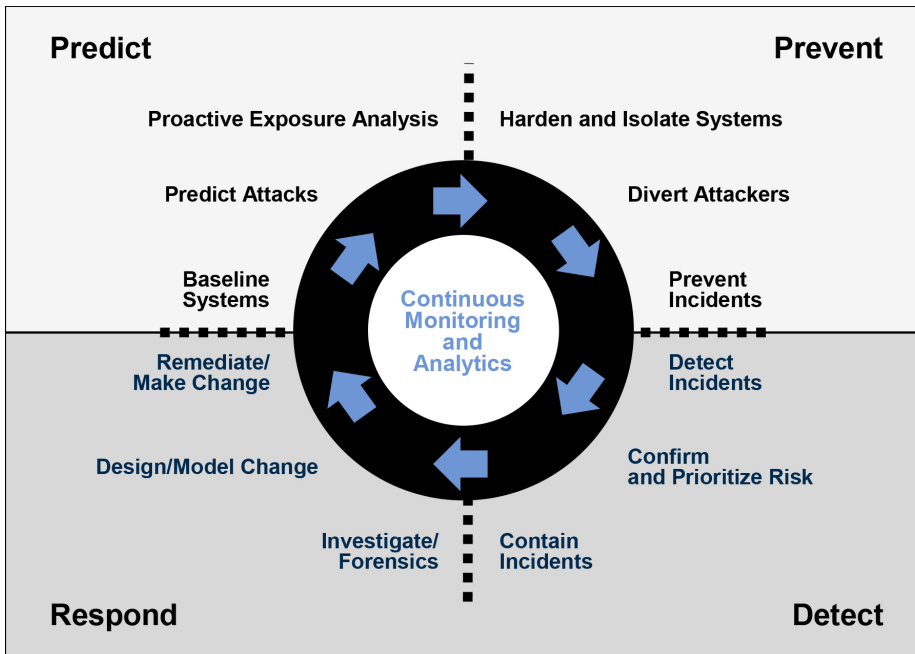 Predict
Prevent
Proactive Exposure Analysis
Harden and Isolate Systems
Predict Attacks
Divert Attackers
Baseline
Systems
Prevent
Incidents
Continuous
Monitoring
and
Analytics
Remediate/
Make Change
Detect
Incidents
Design/Model Change
Confirm
and Prioritize Risk
Investigate/
Forensics
Contain
Incidents
Respond
Detect